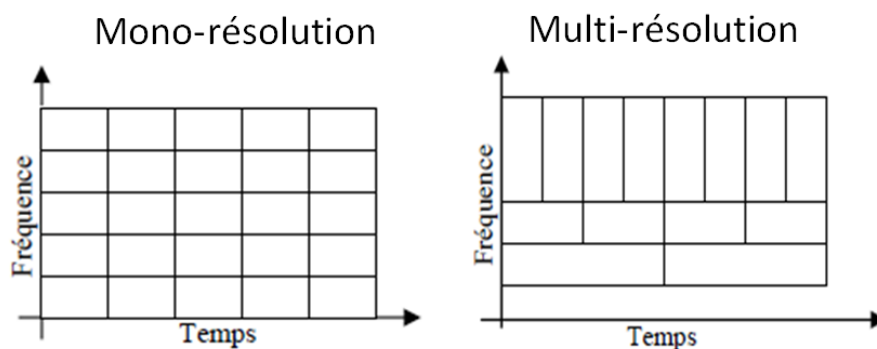 Mono-résolution
Multi-résolution
Fréquence
Temps
Fréquence
Temps